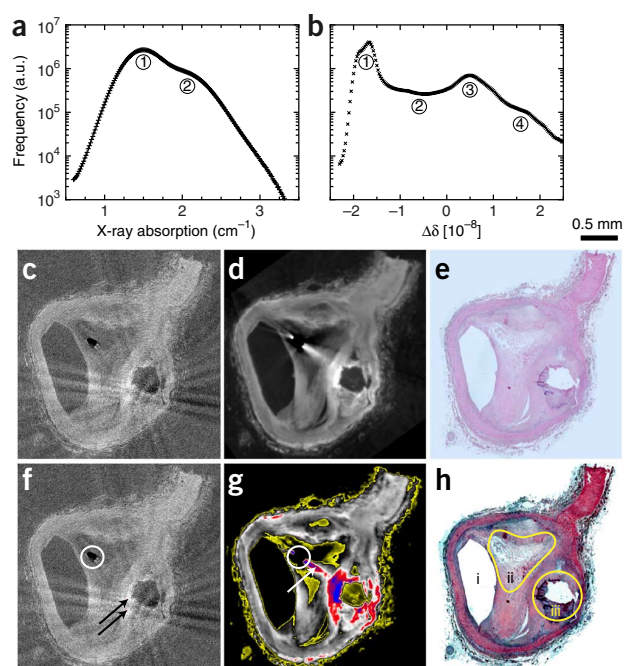 a
b
10⁷
10⁶
10⁵
10⁴
10³
Frequency (a.u.)
①
②
①
②
③
④
1 2 3
−2 −1 0 1 2
X-ray absorption (cm⁻¹)
Δδ [10⁻⁸]
0.5 mm
c
d
e
f
g
h
i
ii
iii